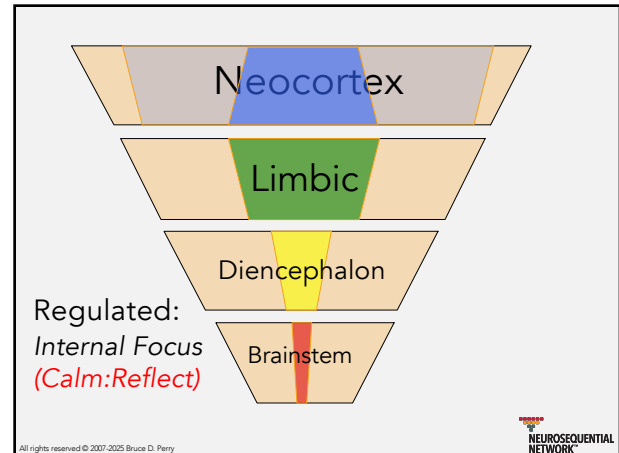 Neocortex
Limbic
Diencephalon
Brainstem
Regulated:
Internal Focus
(Calm:Reflect)
All rights reserved © 2007-2025 Bruce D. Perry
NEUROSEQUENTIAL
NETWORK™